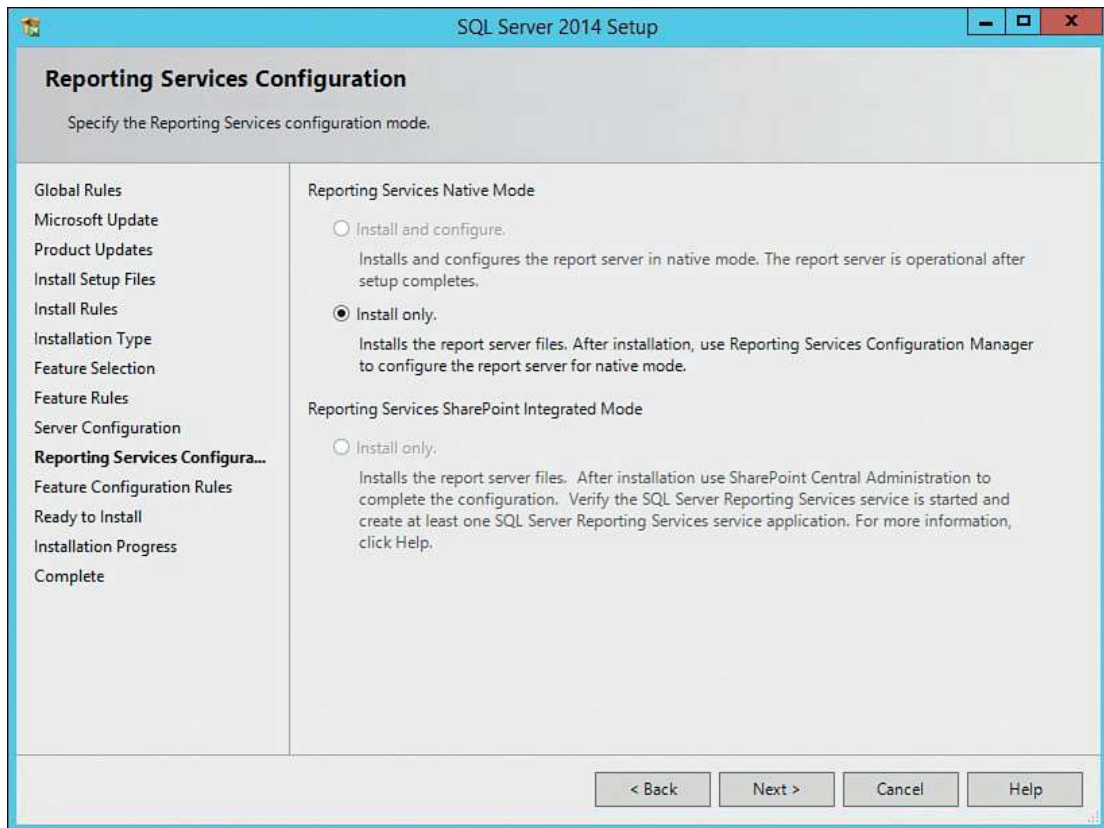 SQL Server 2014 Setup
Reporting Services Configuration
Specify the Reporting Services configuration mode.
Global Rules
Microsoft Update
Product Updates
Install Setup Files
Install Rules
Installation Type
Feature Selection
Feature Rules
Server Configuration
Reporting Services Configura...
Feature Configuration Rules
Ready to Install
Installation Progress
Complete
Reporting Services Native Mode
Install and configure.
Installs and configures the report server in native mode. The report server is operational after
setup completes.
Install only.
Installs the report server files. After installation, use Reporting Services Configuration Manager
to configure the report server for native mode.
Reporting Services SharePoint Integrated Mode
Install only.
Installs the report server files. After installation use SharePoint Central Administration to
complete the configuration. Verify the SQL Server Reporting Services service is started and
create at least one SQL Server Reporting Services service application. For more information,
click Help.
< Back
Next >
Cancel
Help